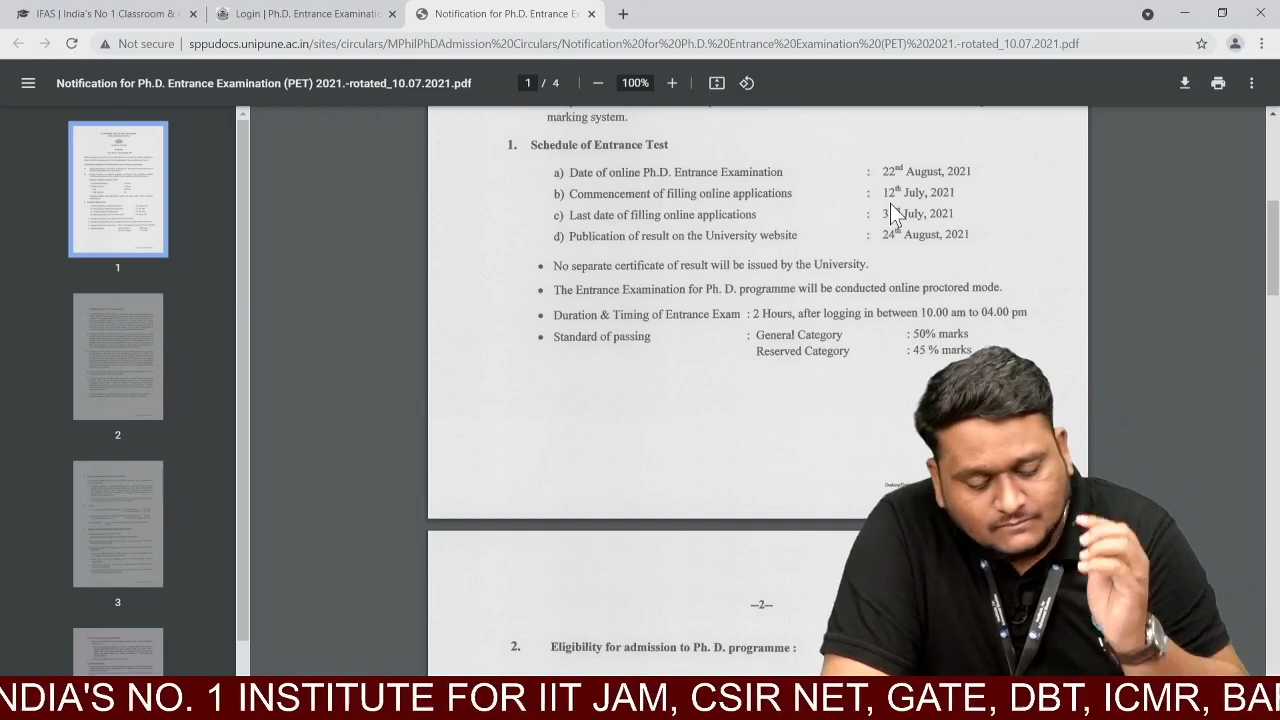 IFAS | India's No. 1 Classroom &
Login | Ph.D. Entrance Examinatio
Notification for Ph.D. Entrance E
Not secure | sppudocs.unipune.ac.in/sites/circulars/MPhilPhDAdmission%20Circulars/Notification%20for%20Ph.D.%20Entrance%20Examination%20(PET)%202021.-rotated_10.07.2021.pdf
Notification for Ph.D. Entrance Examination (PET) 2021.-rotated_10.07.2021.pdf
1 / 4
100%
marking system.
1. Schedule of Entrance Test
a) Date of online Ph.D. Entrance Examination : 22nd August, 2021
b) Commencement of filling online applications : 12th July, 2021
c) Last date of filling online applications : July, 2021
d) Publication of result on the University website : 24th August, 2021
• No separate certificate of result will be issued by the University.
• The Entrance Examination for Ph. D. programme will be conducted online proctored mode.
• Duration & Timing of Entrance Exam : 2 Hours, after logging in between 10.00 am to 04.00 pm
• Standard of passing : General Category : 50% marks
Reserved Category : 45 % marks
--2--
2. Eligibility for admission to Ph. D. programme :
1
2
3
INDIA'S NO. 1 INSTITUTE FOR IIT JAM, CSIR NET, GATE, DBT, ICMR,